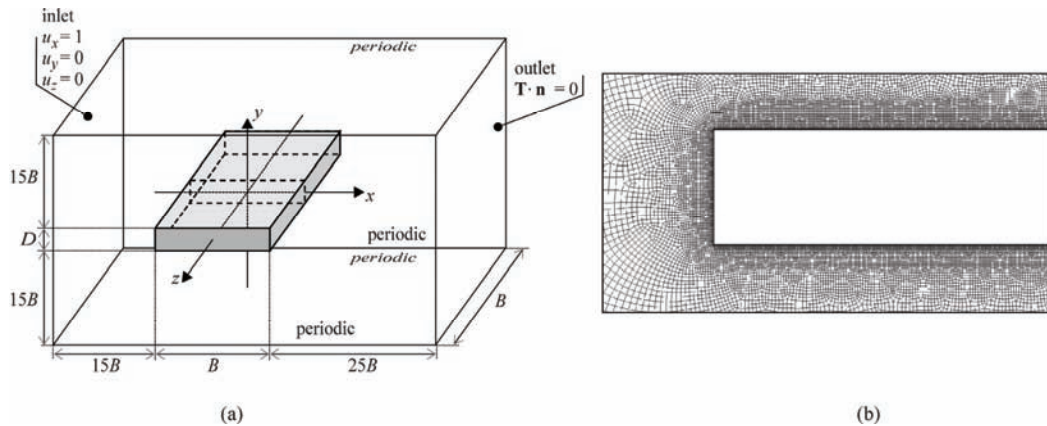 inlet
u_x = 1
u_y = 0
u_z = 0
periodic
outlet
T · n = 0
y
15B
x
D
periodic
periodic
z
B
15B
periodic
15B
B
25B
(a)
(b)